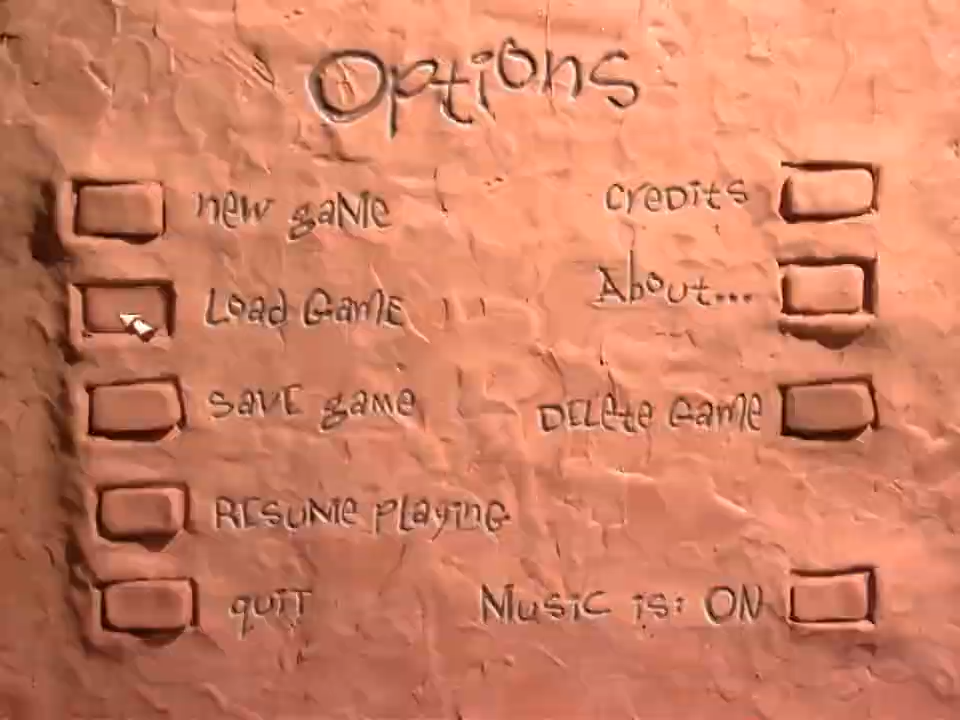 Options
new game
Load Game
save game
Resume playing
quit
credits
About...
Delete Game
Music is: ON